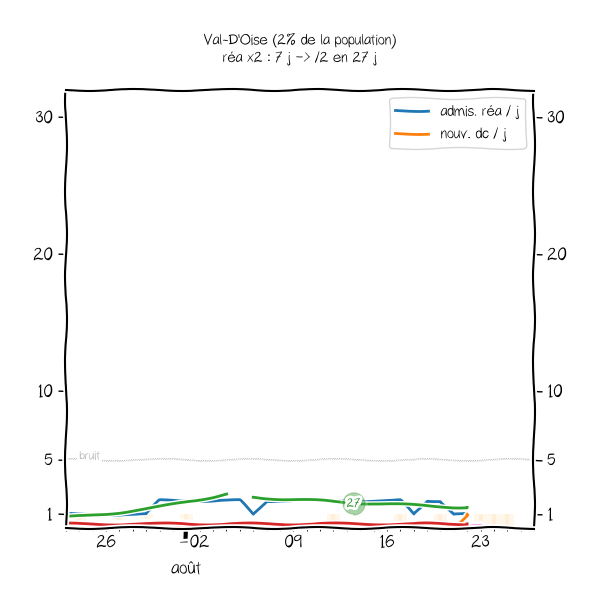 Val-D'Oise (2% de la population)
réa x2 : 7 j -> /2 en 27 j
admis. réa / j
nouv. dc / j
30
30
20
20
10
10
5
bruit
5
27
1
1
26
02
09
16
23
août